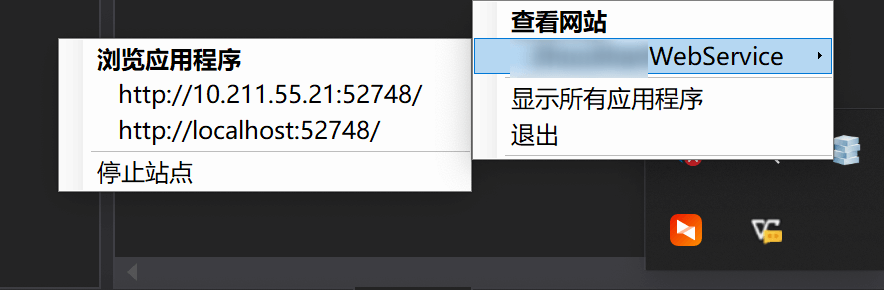 查看网站
WebService
显示所有应用程序
退出
浏览应用程序
http://10.211.55.21:52748/
http://localhost:52748/
停止站点